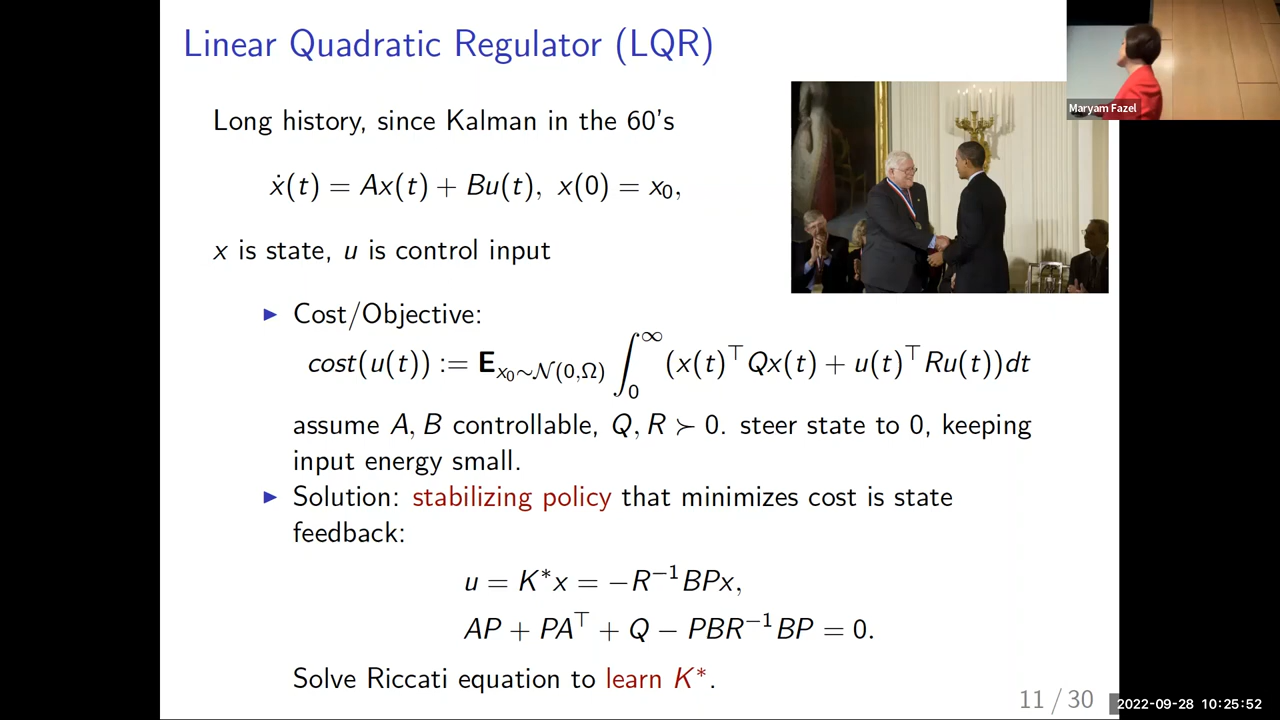 Linear Quadratic Regulator (LQR)
Maryam Fazel
Long history, since Kalman in the 60's
ẋ(t) = Ax(t) + Bu(t), x(0) = x₀,
x is state, u is control input
▶ Cost/Objective:
cost(u(t)) := E_{x₀∼𝒩(0,Ω)} ∫₀^∞ (x(t)^⊤Qx(t) + u(t)^⊤Ru(t))dt
assume A, B controllable, Q, R ≻ 0. steer state to 0, keeping
input energy small.
▶ Solution: stabilizing policy that minimizes cost is state
feedback:
u = K*x = −R⁻¹BPx,
AP + PA^⊤ + Q − PBR⁻¹BP = 0.
Solve Riccati equation to learn K*.
11 / 30
2022-09-28 10:25:52